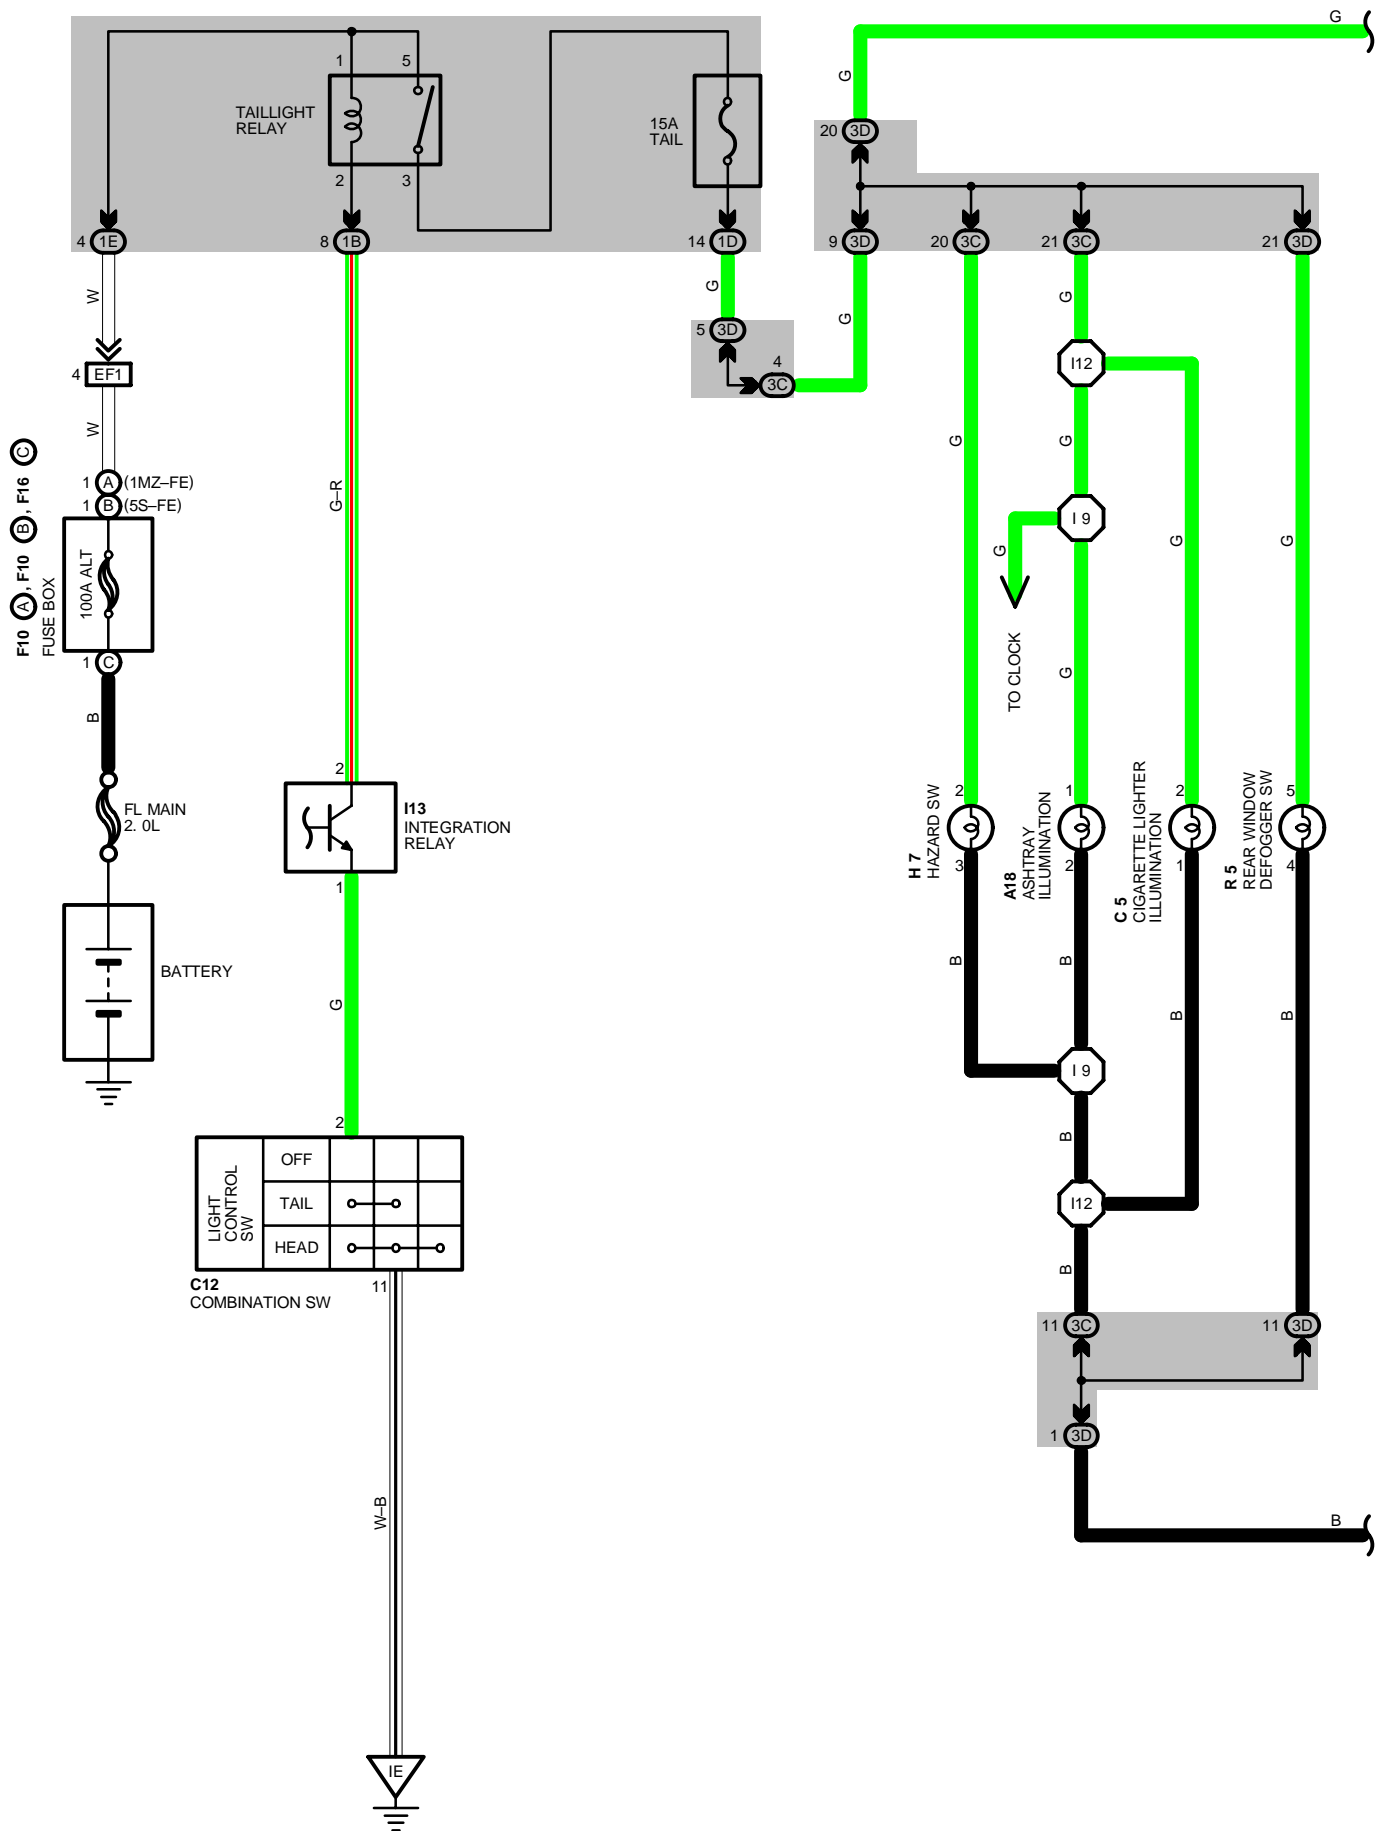 G
1
5
TAILLIGHT
RELAY
2
3
15A
TAIL
G
20 3D
4 1E
8 1B
14 1D
9 3D
20 3C
21 3C
21 3D
W
G
G
G
5 3D
4
3C
4 EF1
I12
W
G–R
G
G
1 A (1MZ–FE)
1 B (5S–FE)
F10 A , F10 B , F16 C
FUSE BOX
100A ALT
1 C
I 9
G
G
G
TO CLOCK
G
B
FL MAIN
2. 0L
2
I13
INTEGRATION
RELAY
1
2
H 7
HAZARD SW
3
1
A18
ASHTRAY
ILLUMINATION
2
2
C 5
CIGARETTE LIGHTER
ILLUMINATION
1
5
R 5
REAR WINDOW
DEFOGGER SW
4
BATTERY
G
B
B
B
B
I 9
2
LIGHT
CONTROL
SW
OFF
TAIL
HEAD
B
I12
B
C12
COMBINATION SW
11
11 3C
11 3D
1 3D
W–B
B
IE